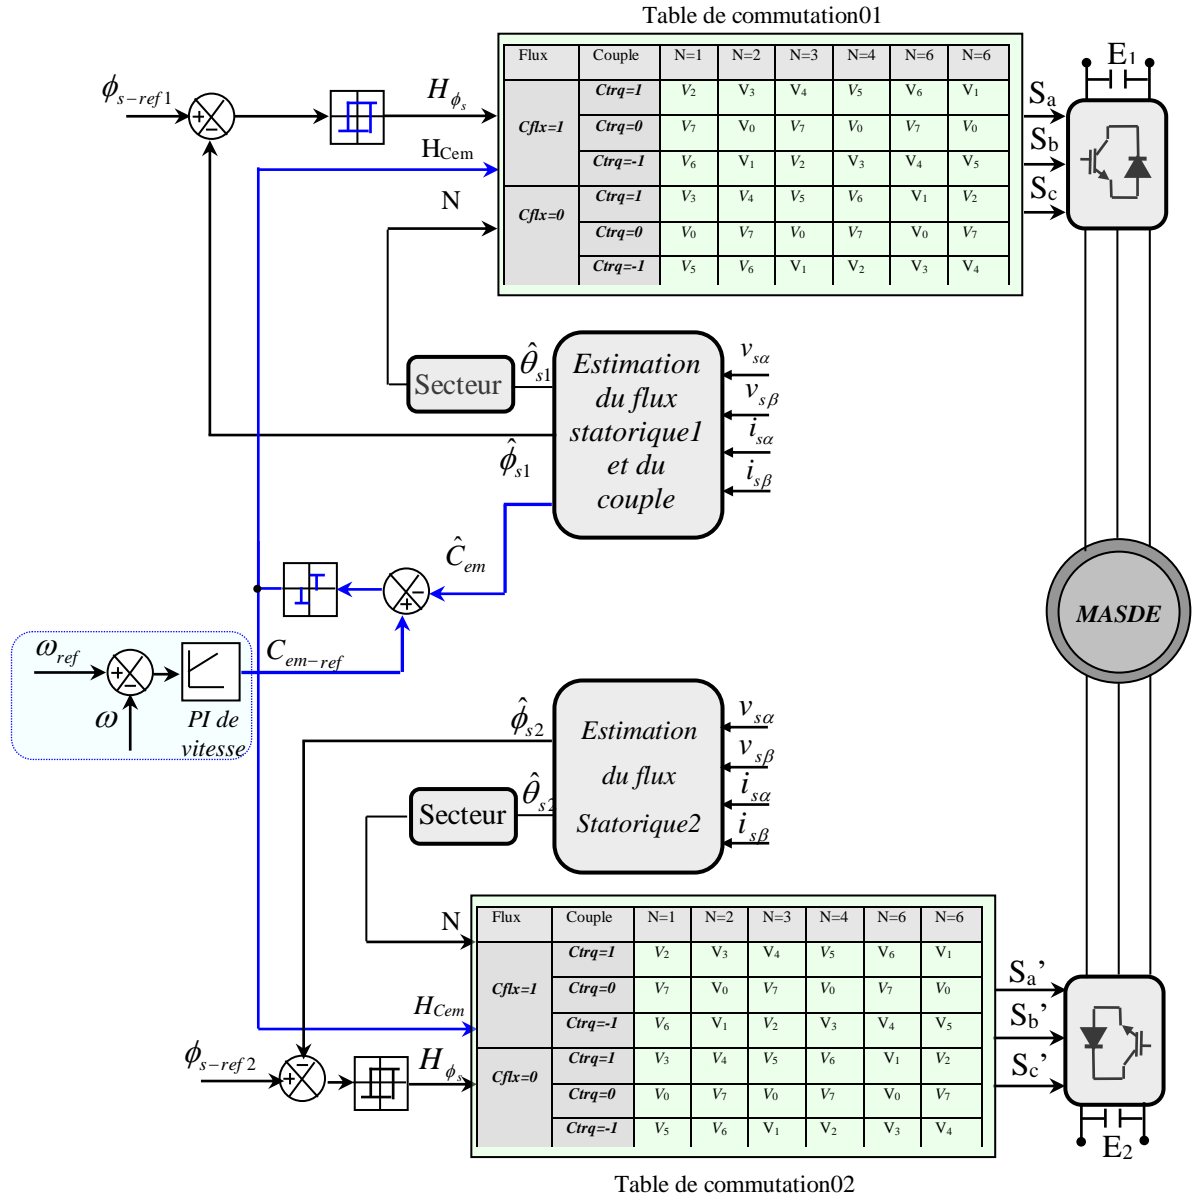 Table de commutation01
Flux Couple N=1 N=2 N=3 N=4 N=6 N=6
Cflx=1 Ctrq=1 V2 V3 V4 V5 V6 V1
Ctrq=0 V7 V0 V7 V0 V7 V0
Ctrq=-1 V6 V1 V2 V3 V4 V5
Cflx=0 Ctrq=1 V3 V4 V5 V6 V1 V2
Ctrq=0 V0 V7 V0 V7 V0 V7
Ctrq=-1 V5 V6 V1 V2 V3 V4
ϕs−ref1
+
−
Hϕs
HCem
N
Sa
Sb
Sc
E1
Secteur
θ̂s1
Estimation
du flux
statorique1
et du
couple
vsα
vsβ
isα
isβ
ϕ̂s1
Ĉem
−
+
MASDE
ωref
+
−
ω
PI de
vitesse
Cem−ref
ϕ̂s2
Estimation
du flux
Statorique2
vsα
vsβ
isα
isβ
Secteur
θ̂s2
N
HCem
ϕs−ref2
+
−
Hϕs
Flux Couple N=1 N=2 N=3 N=4 N=6 N=6
Cflx=1 Ctrq=1 V2 V3 V4 V5 V6 V1
Ctrq=0 V7 V0 V7 V0 V7 V0
Ctrq=-1 V6 V1 V2 V3 V4 V5
Cflx=0 Ctrq=1 V3 V4 V5 V6 V1 V2
Ctrq=0 V0 V7 V0 V7 V0 V7
Ctrq=-1 V5 V6 V1 V2 V3 V4
Sa’
Sb’
Sc’
E2
Table de commutation02